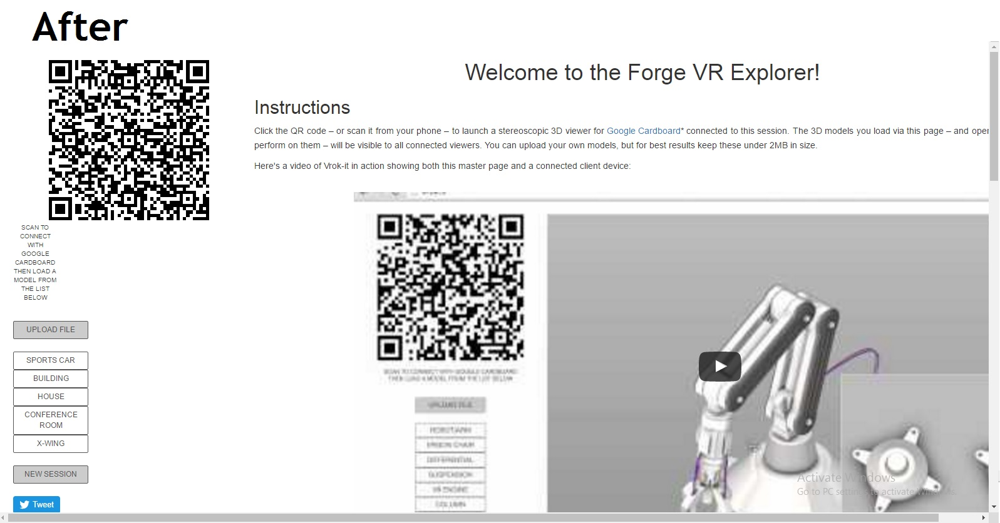 After
Welcome to the Forge VR Explorer!
Instructions
Click the QR code – or scan it from your phone – to launch a stereoscopic 3D viewer for Google Cardboard* connected to this session. The 3D models you load via this page – and oper
perform on them – will be visible to all connected viewers. You can upload your own models, but for best results keep these under 2MB in size.
Here's a video of Vrok-it in action showing both this master page and a connected client device:
SCAN TO
CONNECT
WITH
GOOGLE
CARDBOARD
THEN LOAD A
MODEL FROM
THE LIST
BELOW
UPLOAD FILE
SPORTS CAR
BUILDING
HOUSE
CONFERENCE
ROOM
X-WING
NEW SESSION
Tweet
SCAN TO CONNECT WITH GOOGLE CARDBOARD
THEN LOAD A MODEL FROM THE LIST BELOW
UPLOAD FILE
ROBOT ARM
DIFFERENTIAL
SUSPENSION
V8 ENGINE
COLUMN
Activate Windows
Go to PC settings to activate Windows.